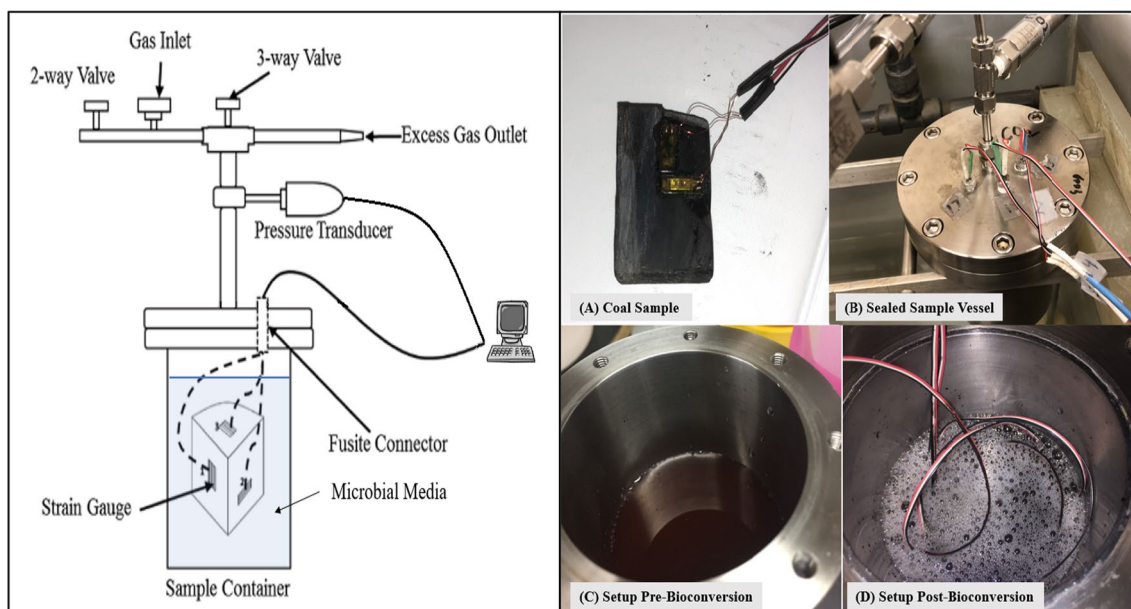 Gas Inlet
2-way Valve
3-way Valve
Excess Gas Outlet
Pressure Transducer
Fusite Connector
Strain Gauge
Microbial Media
Sample Container
(A) Coal Sample
(B) Sealed Sample Vessel
(C) Setup Pre-Bioconversion
(D) Setup Post-Bioconversion